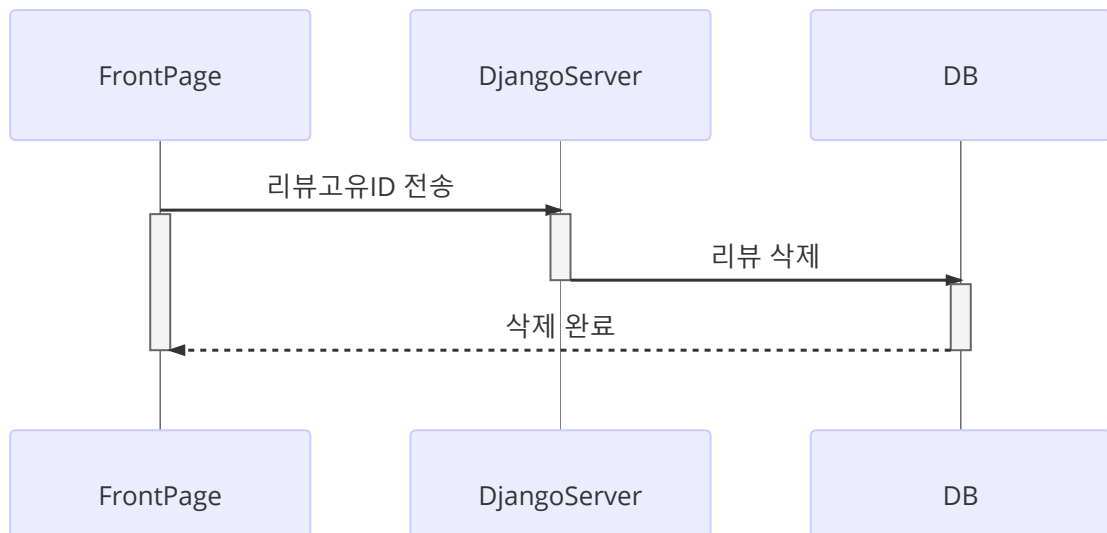 FrontPage
DjangoServer
DB
리뷰고유ID 전송
리뷰 삭제
삭제 완료
FrontPage
DjangoServer
DB